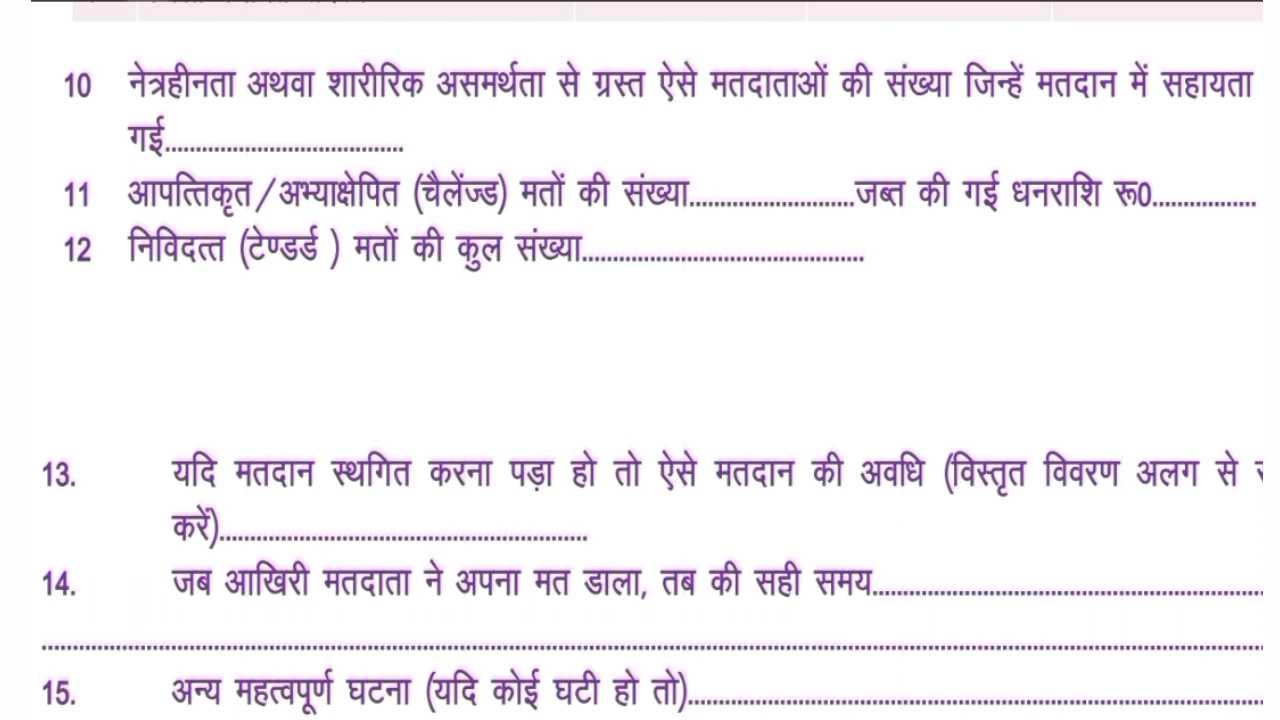 10 नेत्रहीनता अथवा शारीरिक असमर्थता से ग्रस्त ऐसे मतदाताओं की संख्या जिन्हें मतदान में सहायता
गई......................................
11 आपत्तिकृत/अभ्याक्षेपित (चैलेंज्ड) मतों की संख्या..........................जब्त की गई धनराशि रू0.................
12 निविदत्त (टेण्डर्ड ) मतों की कुल संख्या.............................................
13. यदि मतदान स्थगित करना पड़ा हो तो ऐसे मतदान की अवधि (विस्तृत विवरण अलग से
करें)...........................................................
14. जब आखिरी मतदाता ने अपना मत डाला, तब की सही समय...............................................................
....................................................................................................
15. अन्य महत्वपूर्ण घटना (यदि कोई घटी हो तो)............................................................